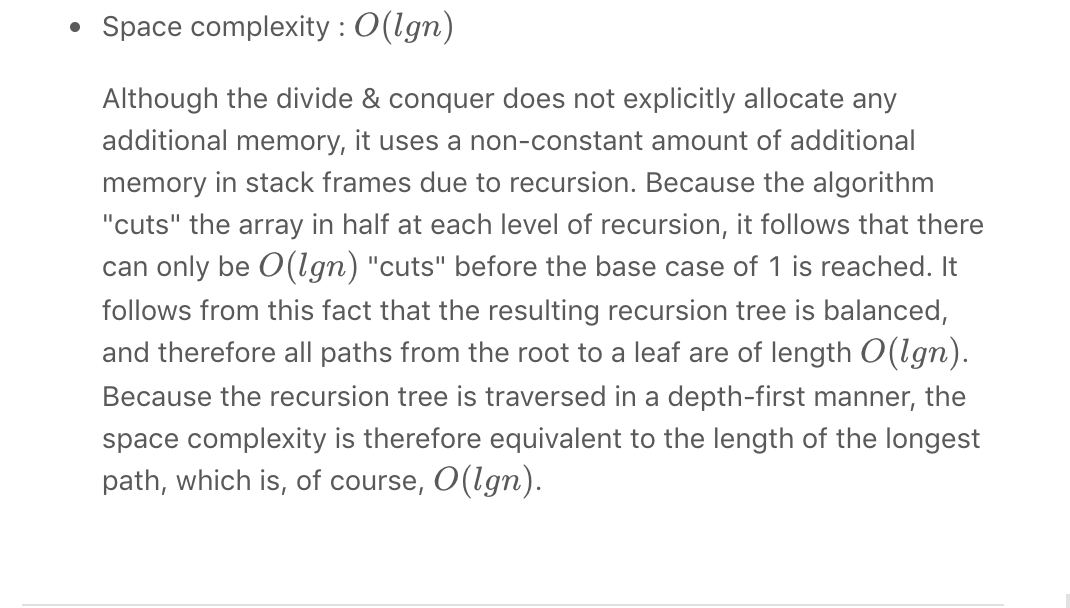 • Space complexity : O(lgn)
Although the divide & conquer does not explicitly allocate any
additional memory, it uses a non-constant amount of additional
memory in stack frames due to recursion. Because the algorithm
"cuts" the array in half at each level of recursion, it follows that there
can only be O(lgn) "cuts" before the base case of 1 is reached. It
follows from this fact that the resulting recursion tree is balanced,
and therefore all paths from the root to a leaf are of length O(lgn).
Because the recursion tree is traversed in a depth-first manner, the
space complexity is therefore equivalent to the length of the longest
path, which is, of course, O(lgn).